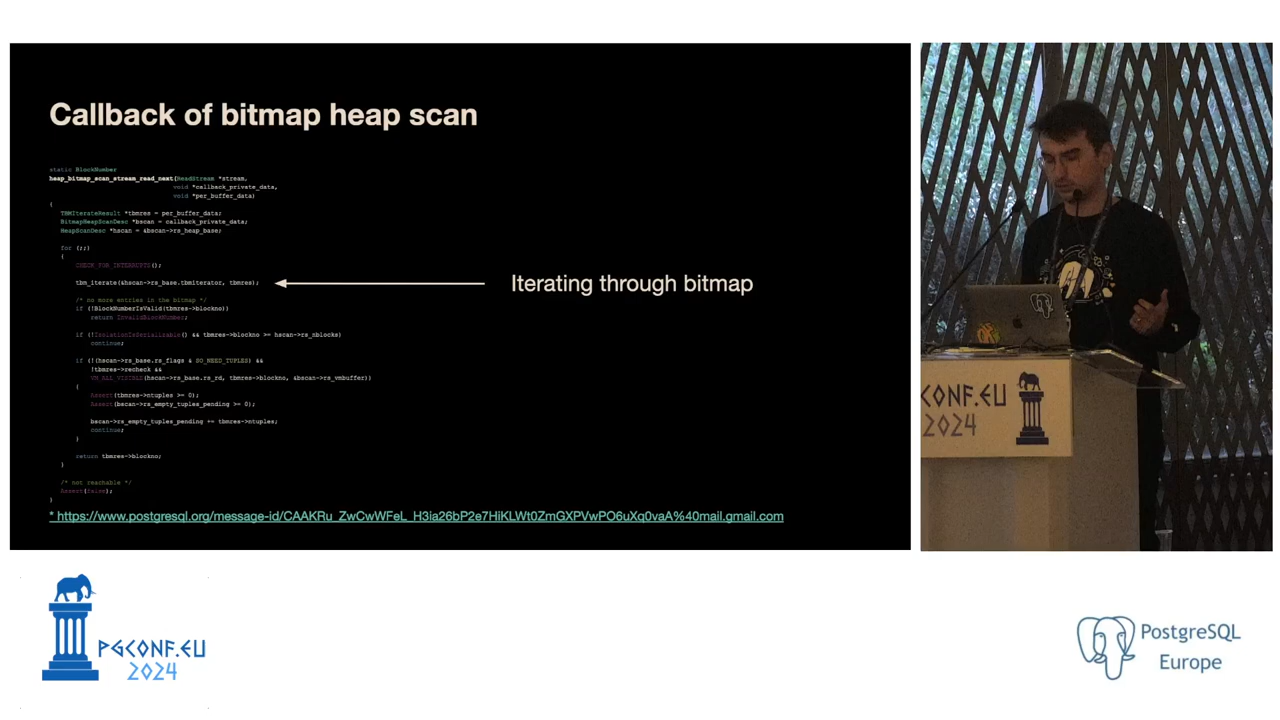 Callback of bitmap heap scan
static BlockNumber
heap_bitmap_scan_stream_read_next(ReadStream *stream,
void *callback_private_data,
void *per_buffer_data)
{
TBMIterateResult *tbmres = per_buffer_data;
BitmapHeapScanDesc *bscan = callback_private_data;
HeapScanDesc *hscan = &bscan->rs_heap_base;
for (;;)
{
CHECK_FOR_INTERRUPTS();
tbm_iterate(&hscan->rs_base.tbmiterator, tbmres);
Iterating through bitmap
/* no more entries in the bitmap */
if (!BlockNumberIsValid(tbmres->blockno))
return InvalidBlockNumber;
if (!IsolationIsSerializable() && tbmres->blockno >= hscan->rs_nblocks)
continue;
if (!(hscan->rs_base.rs_flags & SO_NEED_TUPLES) &&
!tbmres->recheck &&
VM_ALL_VISIBLE(hscan->rs_base.rs_rd, tbmres->blockno, &bscan->rs_vmbuffer))
{
Assert(tbmres->ntuples >= 0);
Assert(bscan->rs_empty_tuples_pending >= 0);
bscan->rs_empty_tuples_pending += tbmres->ntuples;
continue;
}
return tbmres->blockno;
}
/* not reachable */
Assert(false);
}
* https://www.postgresql.org/message-id/CAAKRu_ZwCwWFeL_H3ia26bP2e7HiKLWt0ZmGXPVwPO6uXq0vaA%40mail.gmail.com
CONF.EU
2024
PGCONF.EU
2024
PostgreSQL
Europe